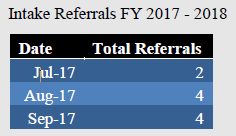 Intake Referrals FY 2017 - 2018
Date Total Referrals
Jul-17 2
Aug-17 4
Sep-17 4